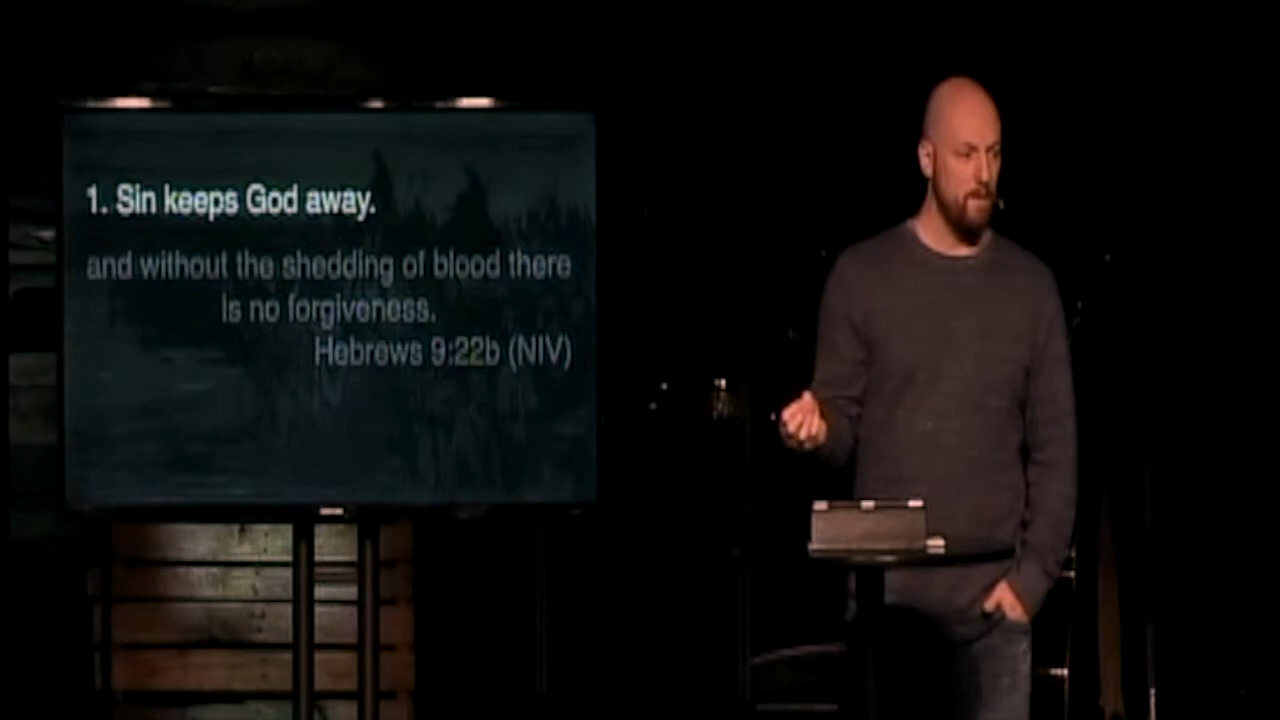 1. Sin keeps God away.
and without the shedding of blood there
is no forgiveness.
Hebrews 9:22b (NIV)